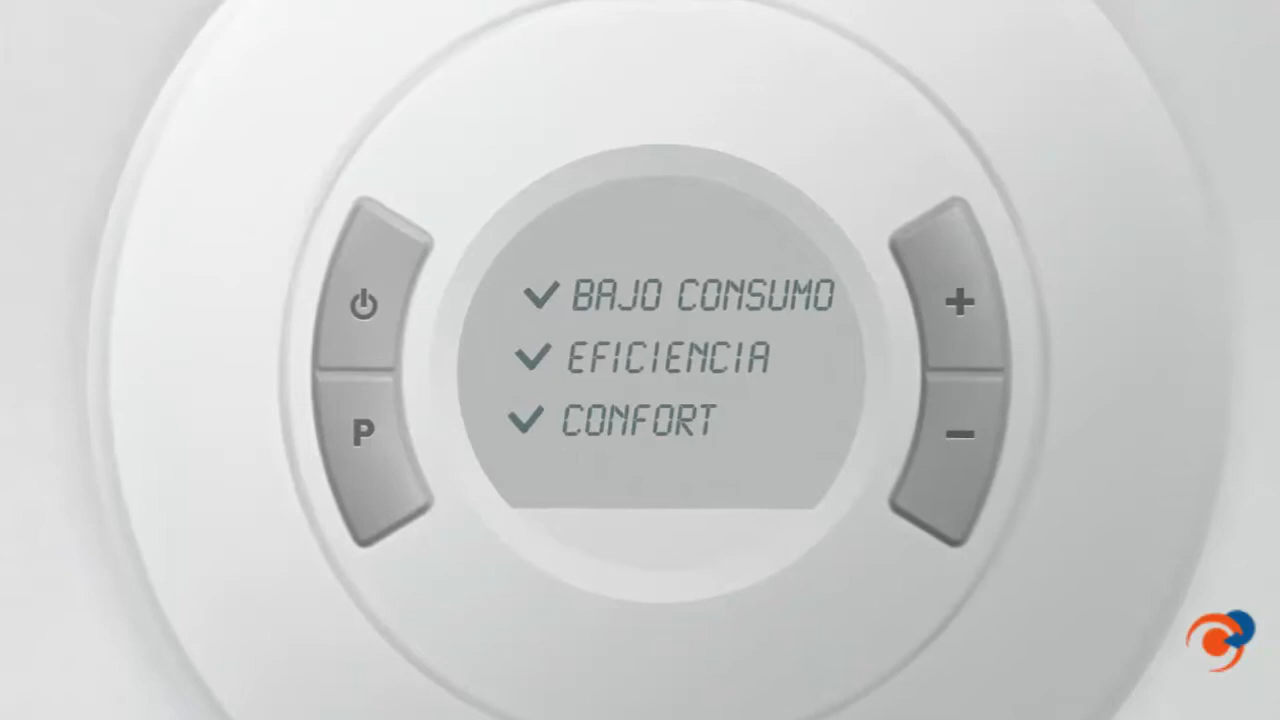 ✓ BAJO CONSUMO
✓ EFICIENCIA
✓ CONFORT
P
+
−